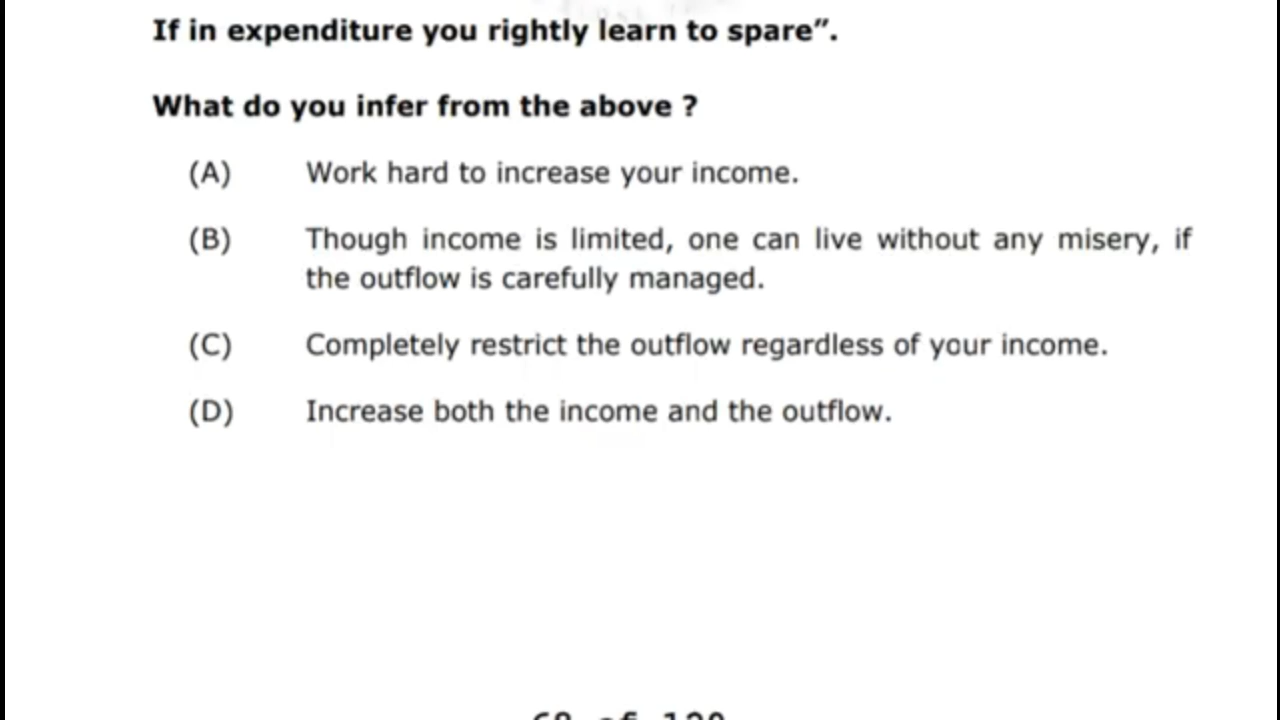 If in expenditure you rightly learn to spare”.
What do you infer from the above ?
(A) Work hard to increase your income.
(B) Though income is limited, one can live without any misery, if
the outflow is carefully managed.
(C) Completely restrict the outflow regardless of your income.
(D) Increase both the income and the outflow.